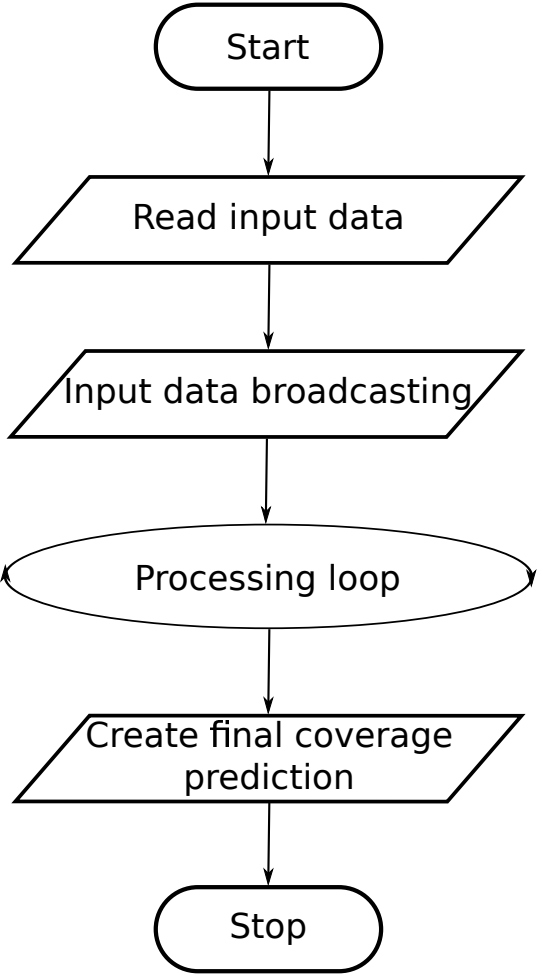 Start
Read input data
Input data broadcasting
Processing loop
Create final coverage
prediction
Stop